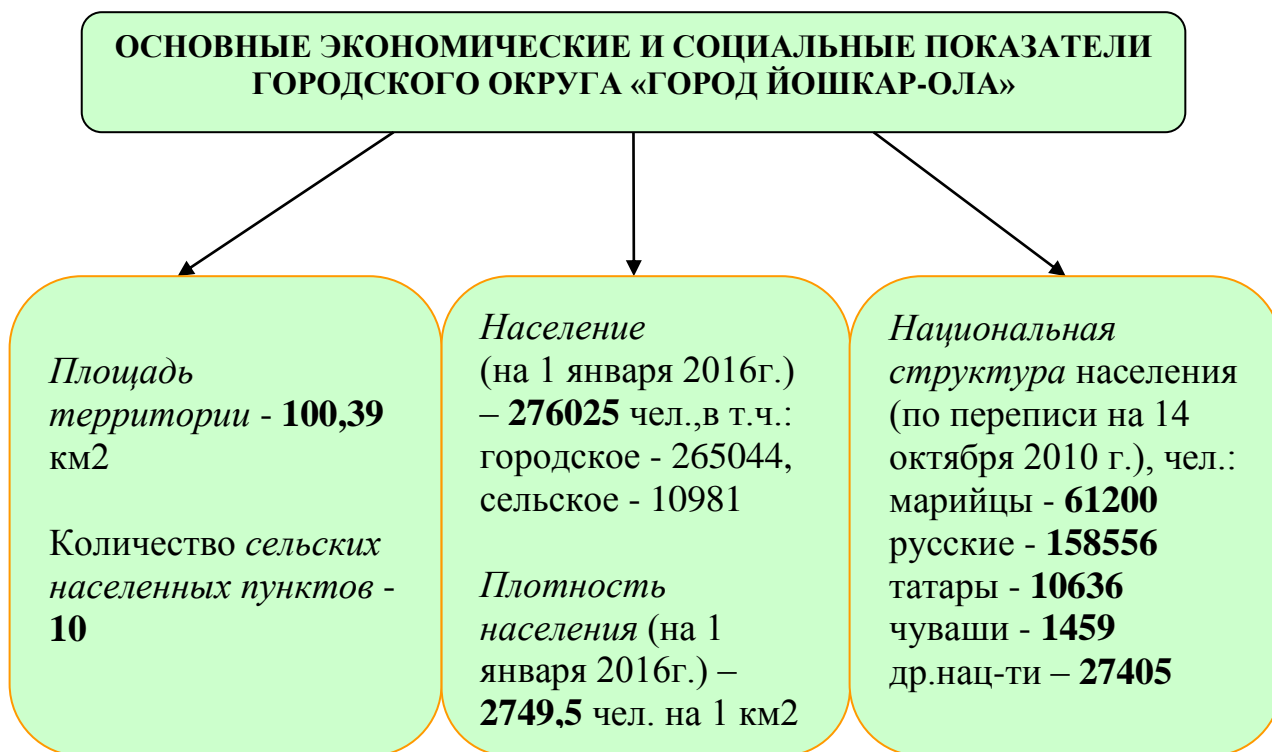 ОСНОВНЫЕ ЭКОНОМИЧЕСКИЕ И СОЦИАЛЬНЫЕ ПОКАЗАТЕЛИ
ГОРОДСКОГО ОКРУГА «ГОРОД ЙОШКАР-ОЛА»
Площадь
территории - 100,39
км2
Количество сельских
населенных пунктов -
10
Население
(на 1 января 2016г.)
– 276025 чел.,в т.ч.:
городское - 265044,
сельское - 10981
Плотность
населения (на 1
января 2016г.) –
2749,5 чел. на 1 км2
Национальная
структура населения
(по переписи на 14
октября 2010 г.), чел.:
марийцы - 61200
русские - 158556
татары - 10636
чуваши - 1459
др.нац-ти – 27405